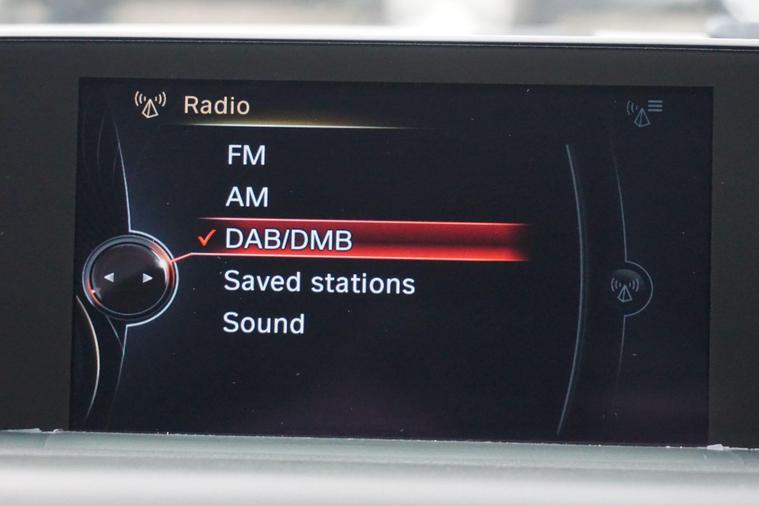 Radio
FM
AM
DAB/DMB
Saved stations
Sound